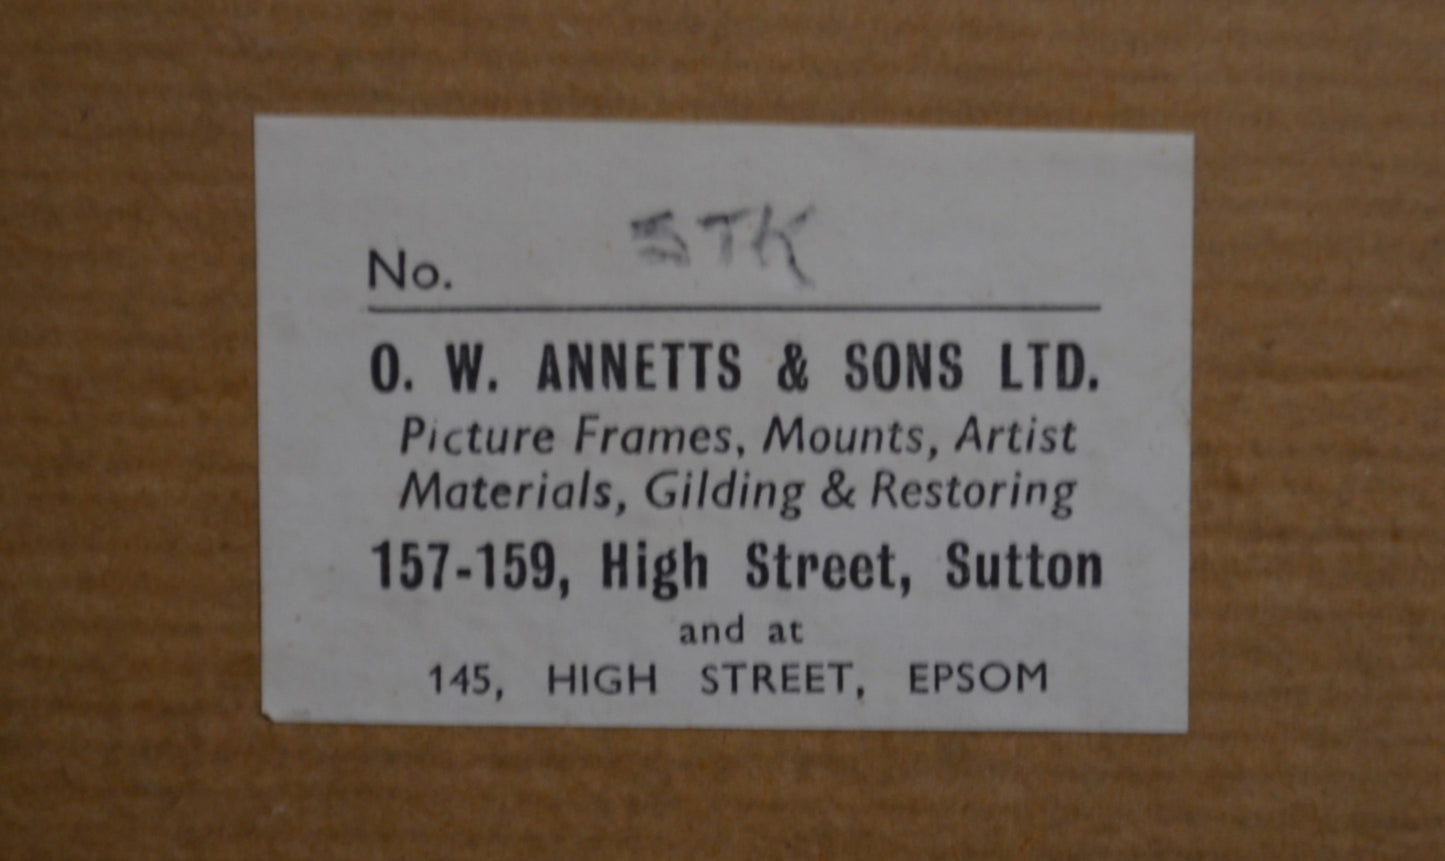 No. STK
O. W. ANNETTS & SONS LTD.
Picture Frames, Mounts, Artist
Materials, Gilding & Restoring
157-159, High Street, Sutton
and at
145, HIGH STREET, EPSOM